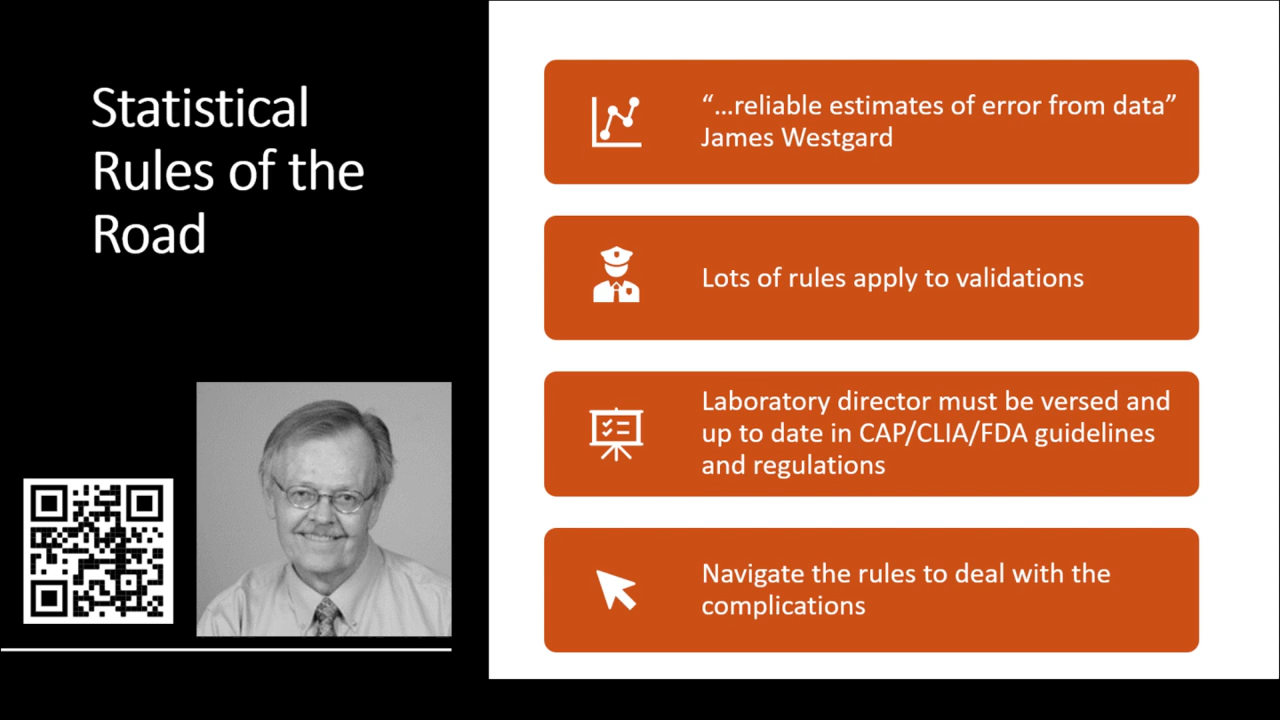 Statistical
Rules of the
Road
“...reliable estimates of error from data”
James Westgard
Lots of rules apply to validations
Laboratory director must be versed and
up to date in CAP/CLIA/FDA guidelines
and regulations
Navigate the rules to deal with the
complications